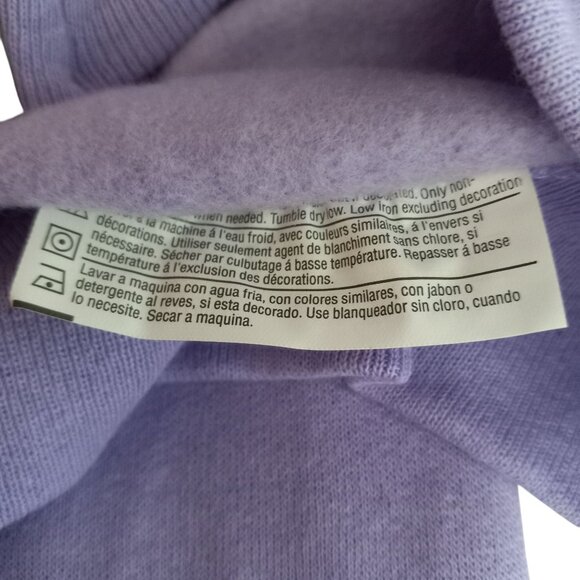 decorated. Only non-
when needed. Tumble dry low. Low iron excluding decoration
à la machine á l'eau froid, avec couleurs similaires, á l'envers si
décorations. Utiliser seulement agent de blanchiment sans chlore, si
nécessaire. Sécher par culbutage á basse température. Repasser á basse
température á l'exclusion des décorations.
Lavar a maquina con agua fria, con colores similares, con jabon o
detergente al reves, si esta decorado. Use blanqueador sin cloro, cuando
lo necesite. Secar a maquina.